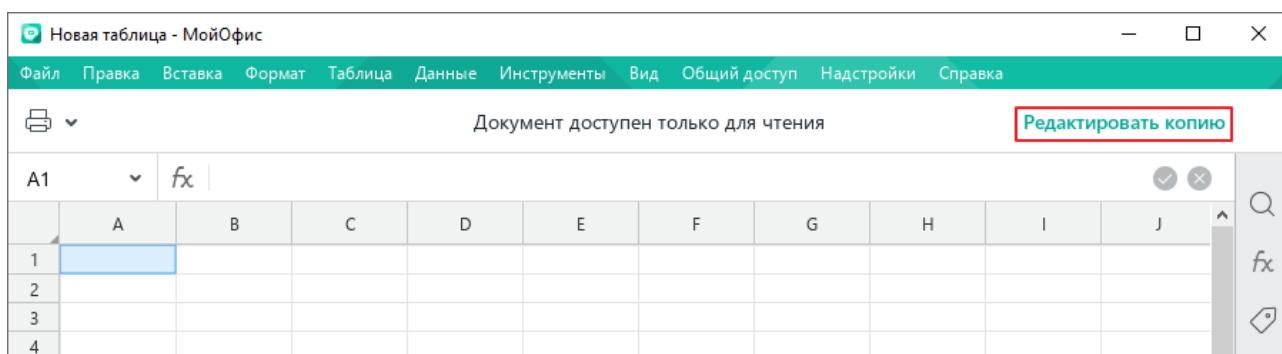 Новая таблица - МойОфис
Файл Правка Вставка Формат Таблица Данные Инструменты Вид Общий доступ Надстройки Справка
Документ доступен только для чтения Редактировать копию
A1 fx
A B C D E F G H I J
1
fx
2
3
4